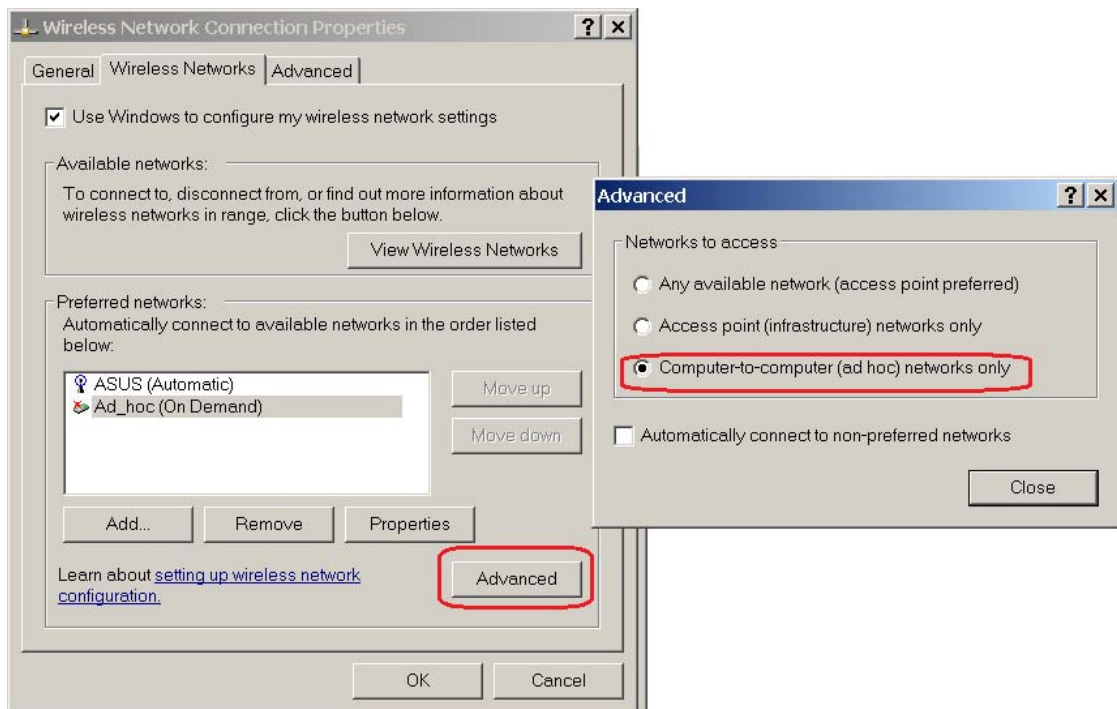 Wireless Network Connection Properties
General
Wireless Networks
Advanced
Use Windows to configure my wireless network settings
Available networks:
To connect to, disconnect from, or find out more information about
wireless networks in range, click the button below.
View Wireless Networks
Preferred networks:
Automatically connect to available networks in the order listed
below:
ASUS (Automatic)
Ad_hoc (On Demand)
Move up
Move down
Add...
Remove
Properties
Learn about setting up wireless network
configuration.
Advanced
OK
Cancel
Advanced
Networks to access
Any available network (access point preferred)
Access point (infrastructure) networks only
Computer-to-computer (ad hoc) networks only
Automatically connect to non-preferred networks
Close